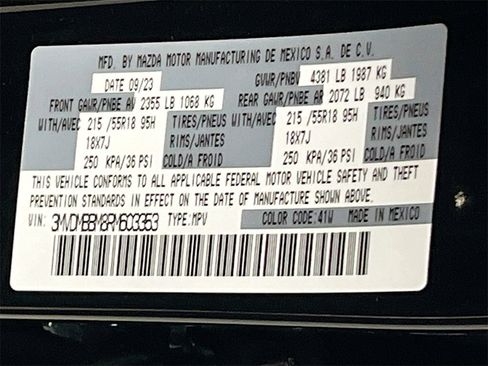 MFD. BY MAZDA MOTOR MANUFACTURING DE MEXICO S.A. DE C.V.
DATE 09/23 GVWR/PNBV 4381 LB 1987 KG
FRONT GAWR/PNBE AV 2355 LB 1068 KG REAR GAWR/PNBE AR 2072 LB 940 KG
WITH/AVEC 215 /55R18 95H TIRES/PNEUS WITH/AVEC 215 /55R18 95H TIRES/PNEUS
18X7J RIMS/JANTES 18X7J RIMS/JANTES
250 KPA/36 PSI COLD/A FROID 250 KPA/36 PSI COLD/A FROID
THIS VEHICLE CONFORMS TO ALL APPLICABLE FEDERAL MOTOR VEHICLE SAFETY AND THEFT
PREVENTION STANDARDS IN EFFECT ON THE DATE OF MANUFACTURE SHOWN ABOVE.
VIN: TYPE:MPV COLOR CODE:41W MADE IN MEXICO